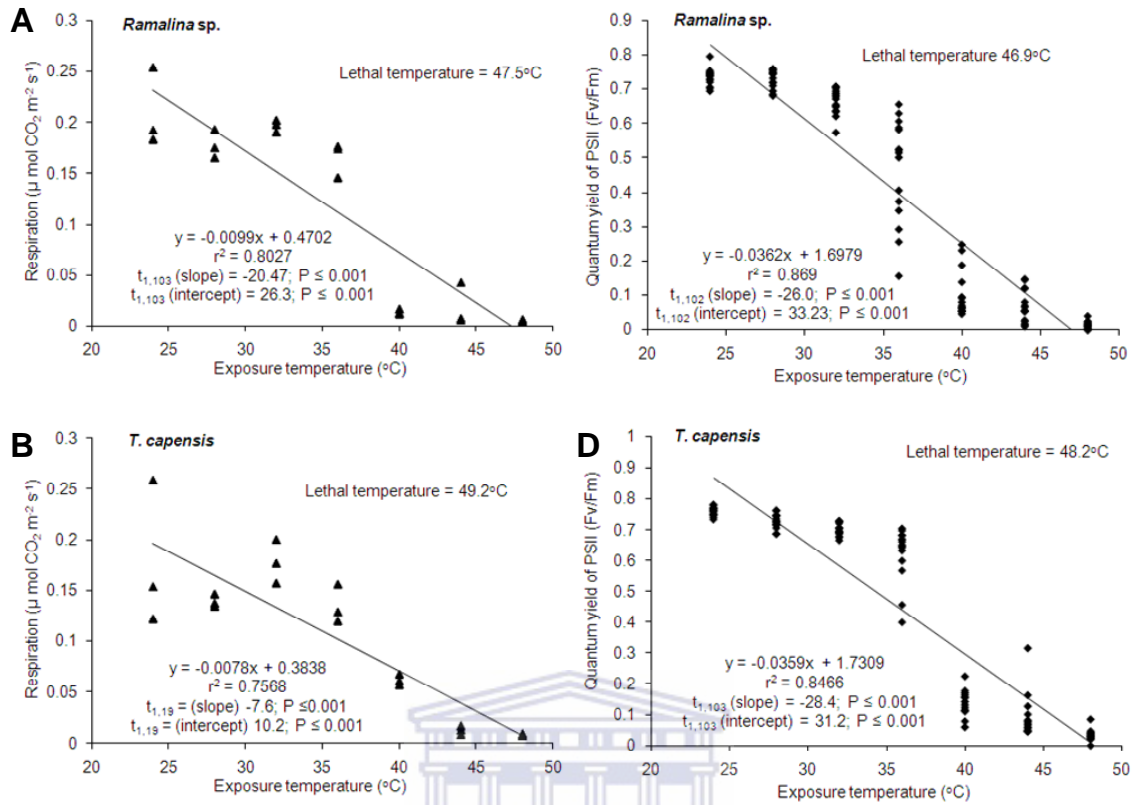 A
Ramalina sp.
Lethal temperature = 47.5°C
Respiration (µ mol CO₂ m⁻² s⁻¹)
0.3
0.25
0.2
0.15
0.1
0.05
0
y = -0.0099x + 0.4702
r² = 0.8027
t₁,₁₀₃ (slope) = -20.47; P ≤ 0.001
t₁,₁₀₃ (intercept) = 26.3; P ≤ 0.001
20 25 30 35 40 45 50
Exposure temperature (°C)
Ramalina sp.
Lethal temperature 46.9°C
Quantum yield of PSII (Fv/Fm)
0.9
0.8
0.7
0.6
0.5
0.4
0.3
0.2
0.1
0
y = -0.0362x + 1.6979
r² = 0.869
t₁,₁₀₂ (slope) = -26.0; P ≤ 0.001
t₁,₁₀₂ (intercept) = 33.23; P ≤ 0.001
20 25 30 35 40 45 50
Exposure temperature (°C)
B
T. capensis
Lethal temperature = 49.2°C
Respiration (µ mol CO₂ m⁻² s⁻¹)
0.3
0.25
0.2
0.15
0.1
0.05
0
y = -0.0078x + 0.3838
r² = 0.7568
t₁,₁₉ = (slope) -7.6; P ≤0.001
t₁,₁₉ = (intercept) 10.2; P ≤ 0.001
20 25 30 35 40 45 50
Exposure temperature (°C)
D
T. capensis
Lethal temperature = 48.2°C
Quantum yield of PSII (Fv/Fm)
1
0.9
0.8
0.7
0.6
0.5
0.4
0.3
0.2
0.1
0
y = -0.0359x + 1.7309
r² = 0.8466
t₁,₁₀₃ (slope) = -28.4; P ≤ 0.001
t₁,₁₀₃ (intercept) = 31.2; P ≤ 0.001
20 25 30 35 40 45 50
Exposure temperature (°C)